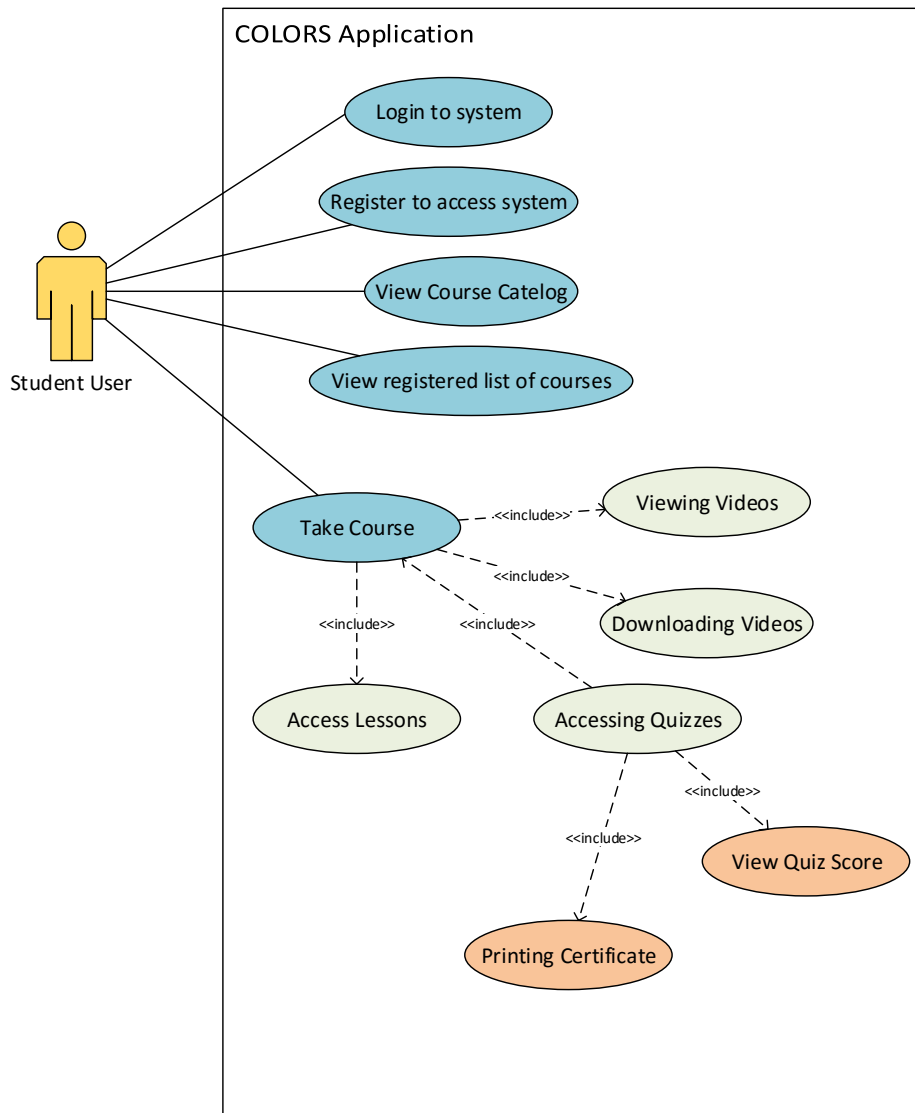 COLORS Application
Login to system
Register to access system
View Course Catelog
View registered list of courses
Student User
Viewing Videos
<<include>>
Take Course
<<include>>
Downloading Videos
<<include>>
<<include>>
Access Lessons
Accessing Quizzes
<<include>>
<<include>>
View Quiz Score
Printing Certificate